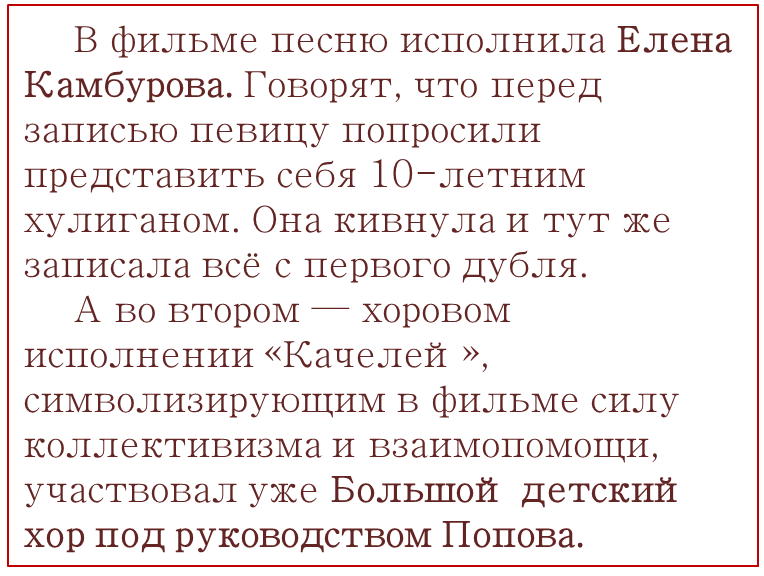 В фильме песню исполнила Елена
Камбурова. Говорят, что перед
записью певицу попросили
представить себя 10-летним
хулиганом. Она кивнула и тут же
записала всё с первого дубля.
А во втором — хоровом
исполнении «Качелей »,
символизирующим в фильме силу
коллективизма и взаимопомощи,
участвовал уже Большой детский
хор под руководством Попова.